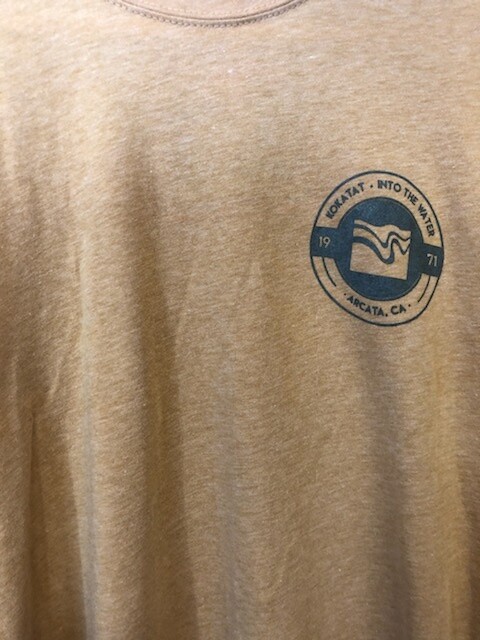 KOKATAT · INTO THE WATER
19 71
· ARCATA, CA ·